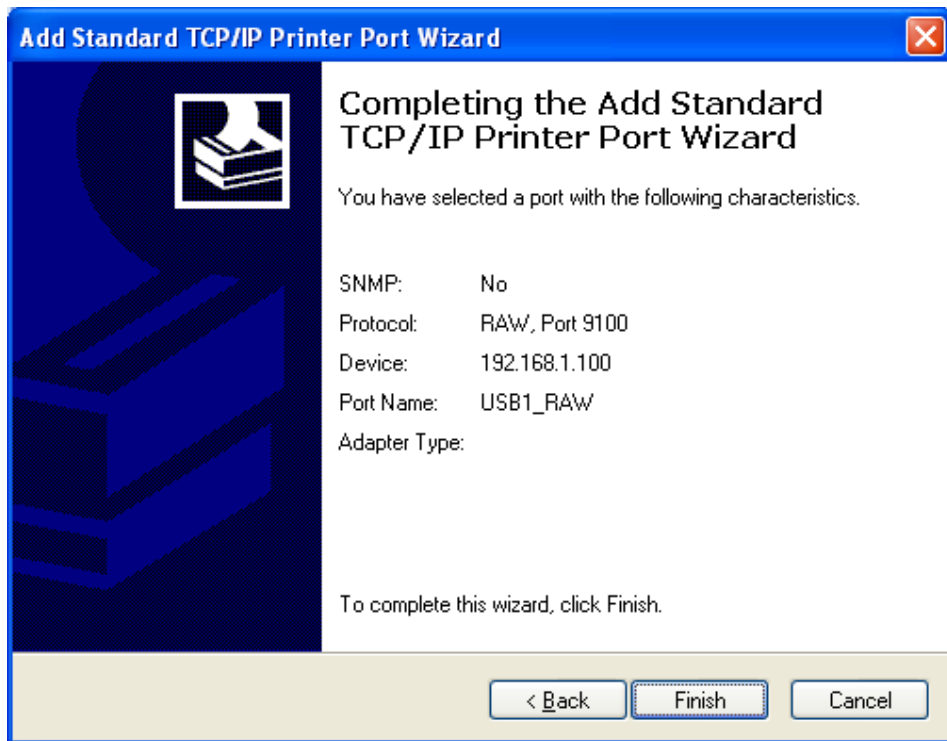 Add Standard TCP/IP Printer Port Wizard
Completing the Add Standard
TCP/IP Printer Port Wizard
You have selected a port with the following characteristics.
SNMP: No
Protocol: RAW, Port 9100
Device: 192.168.1.100
Port Name: USB1_RAW
Adapter Type:
To complete this wizard, click Finish.
< Back Finish Cancel